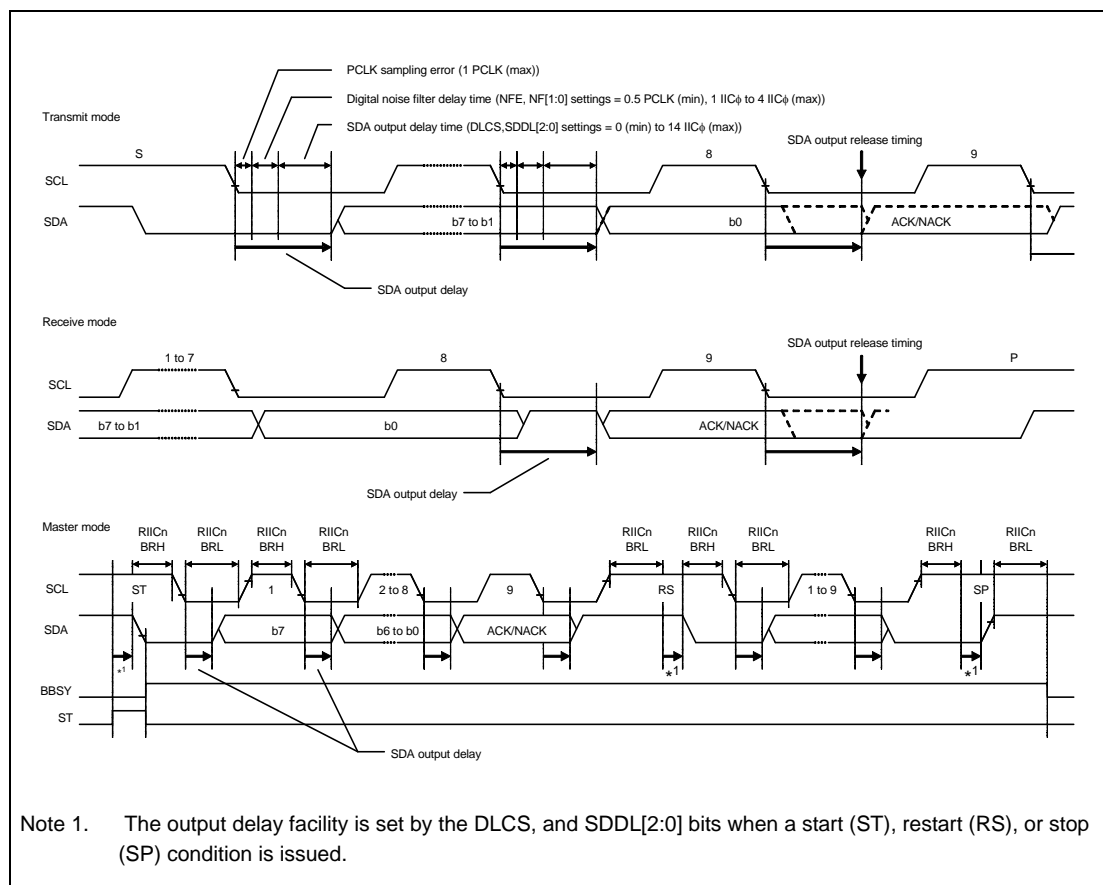 PCLK sampling error (1 PCLK (max))
Digital noise filter delay time (NFE, NF[1:0] settings = 0.5 PCLK (min), 1 IICφ to 4 IICφ (max))
Transmit mode
SDA output delay time (DLCS,SDDL[2:0] settings = 0 (min) to 14 IICφ (max))
SDA output release timing
S 8 9
SCL
SDA b7 to b1 b0 ACK/NACK
SDA output delay
Receive mode
SDA output release timing
1 to 7 8 9 P
SCL
SDA b7 to b1 b0 ACK/NACK
SDA output delay
Master mode
RIICn RIICn RIICn RIICn RIICn RIICn RIICn RIICn RIICn
BRH BRL BRH BRL BRL BRH BRL BRH BRL
SCL ST 1 2 to 8 9 RS 1 to 9 SP
SDA b7 b6 to b0 ACK/NACK
*1 *1 *1
BBSY
ST
SDA output delay
Note 1. The output delay facility is set by the DLCS, and SDDL[2:0] bits when a start (ST), restart (RS), or stop
(SP) condition is issued.